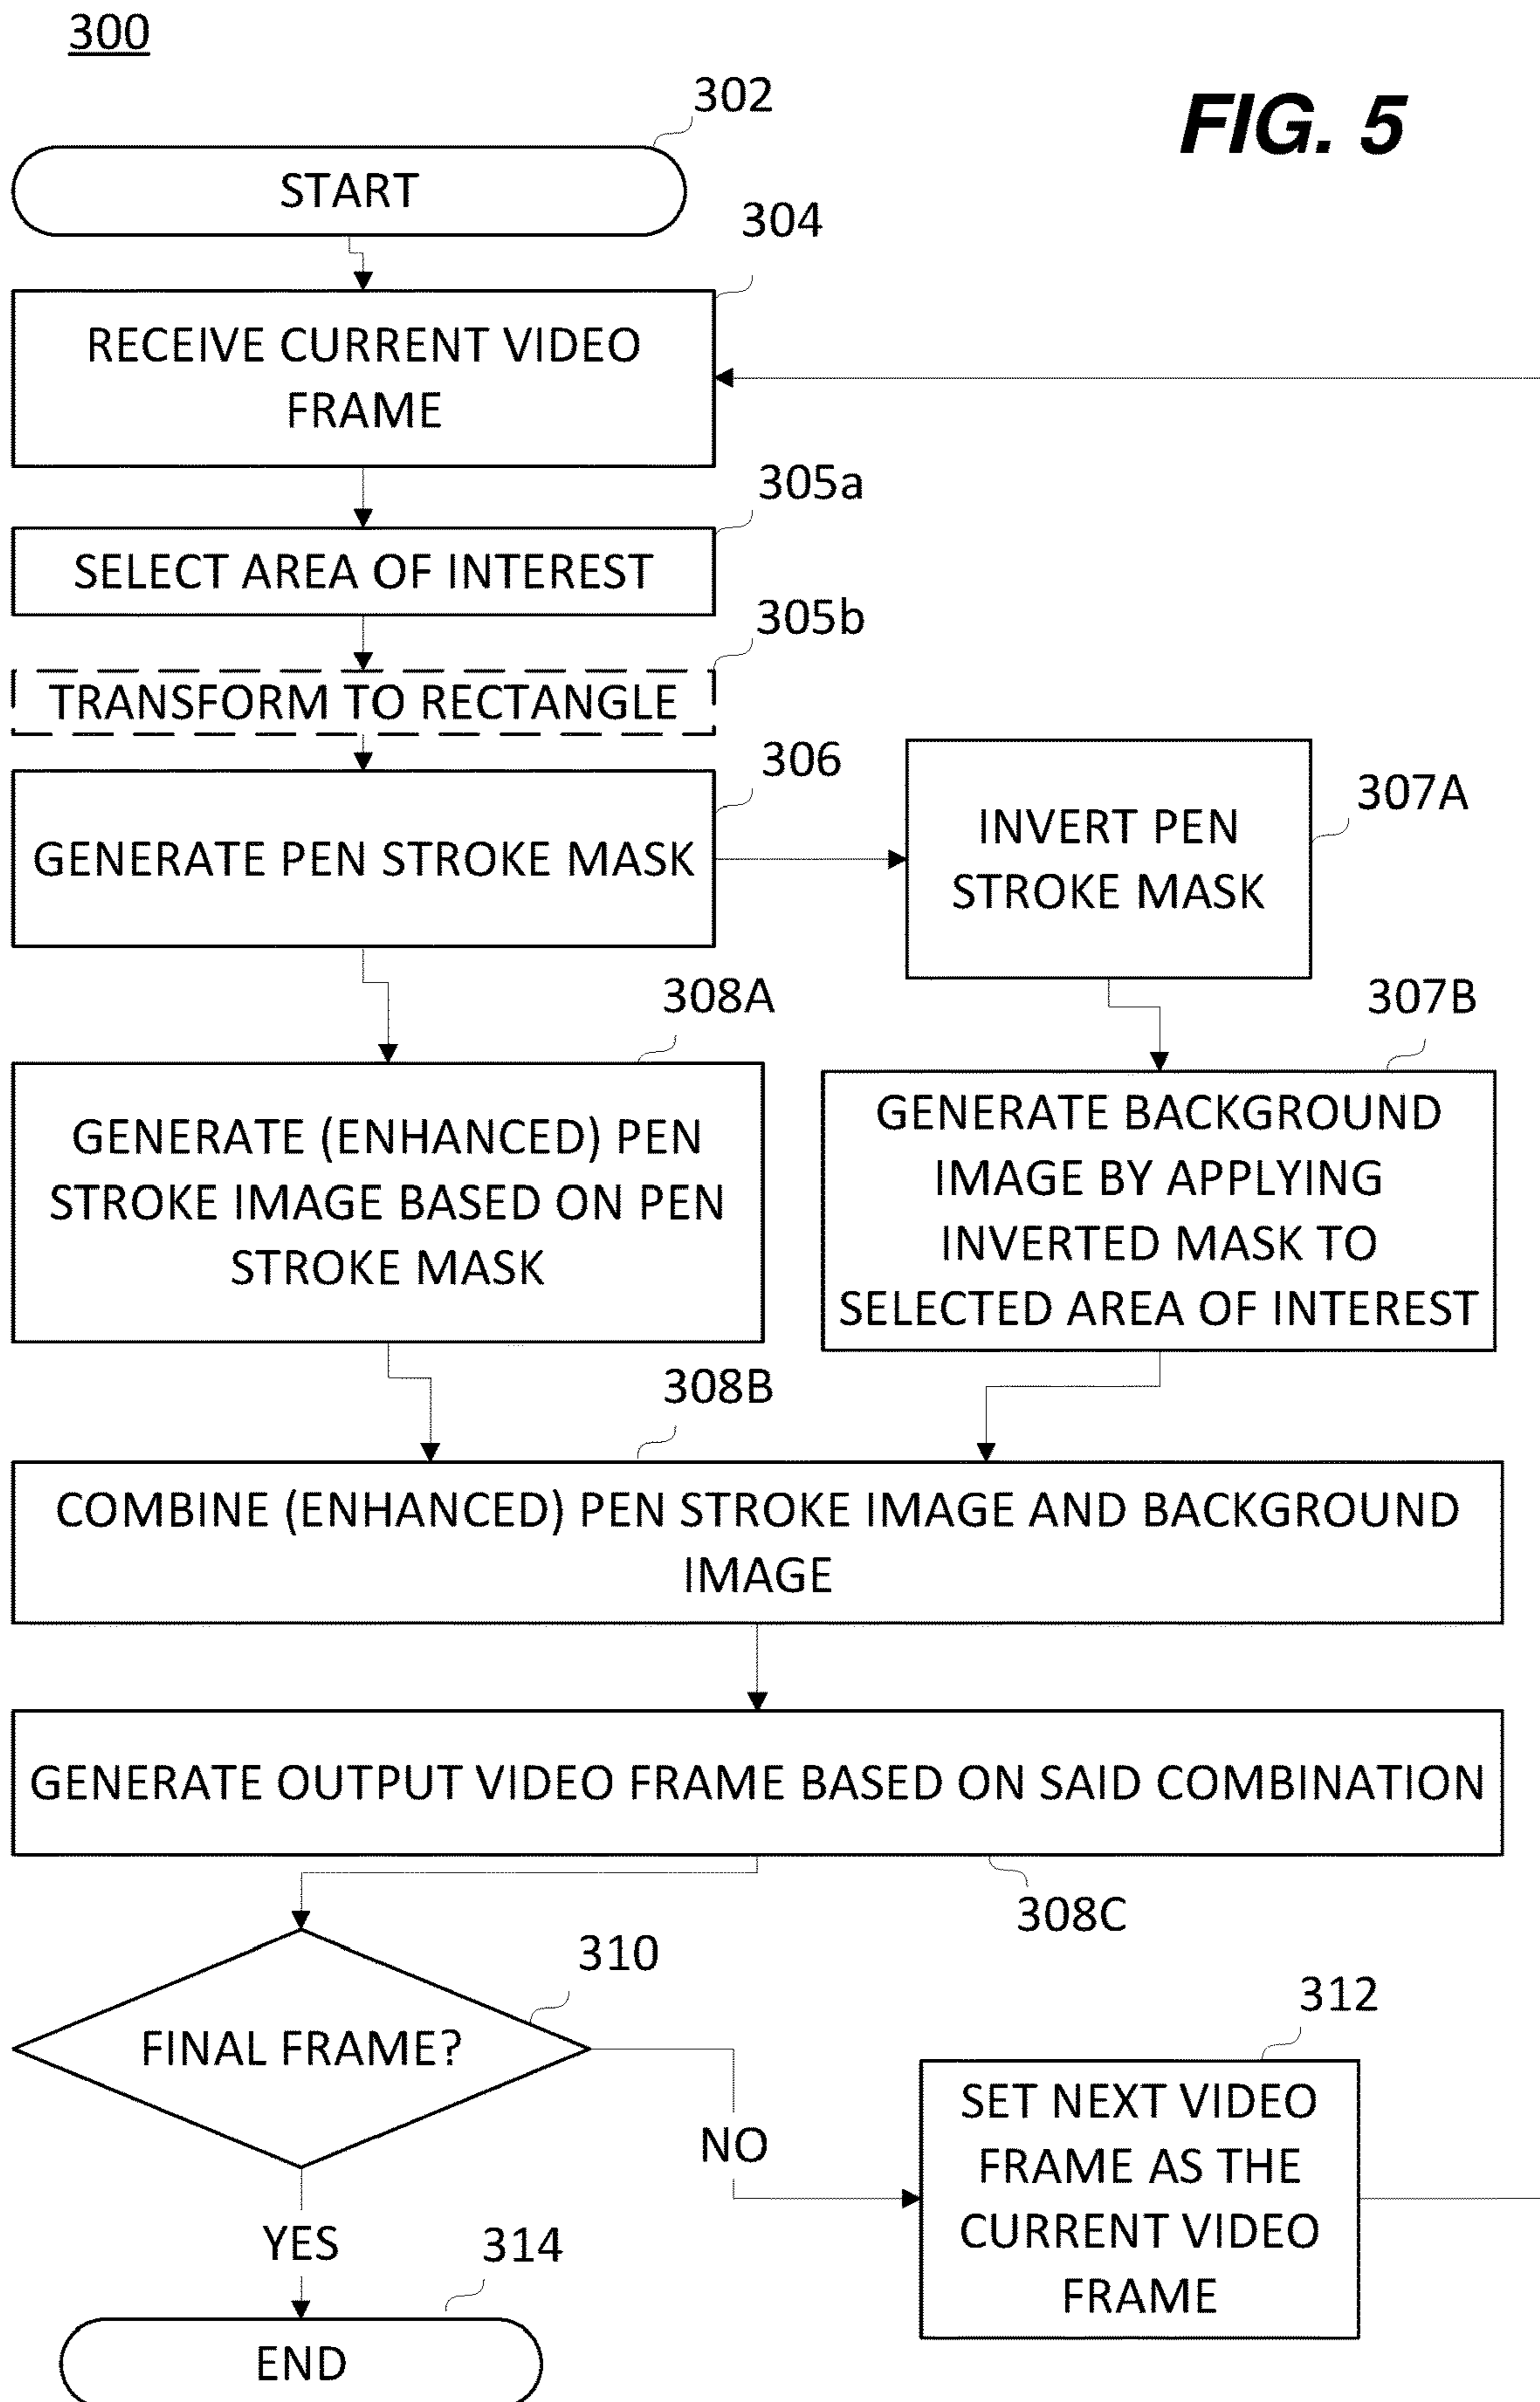 300
FIG. 5
302
START
304
RECEIVE CURRENT VIDEO
FRAME
305a
SELECT AREA OF INTEREST
305b
TRANSFORM TO RECTANGLE
306
GENERATE PEN STROKE MASK
307A
INVERT PEN
STROKE MASK
308A
GENERATE (ENHANCED) PEN
STROKE IMAGE BASED ON PEN
STROKE MASK
307B
GENERATE BACKGROUND
IMAGE BY APPLYING
INVERTED MASK TO
SELECTED AREA OF INTEREST
308B
COMBINE (ENHANCED) PEN STROKE IMAGE AND BACKGROUND
IMAGE
GENERATE OUTPUT VIDEO FRAME BASED ON SAID COMBINATION
308C
310
FINAL FRAME?
NO
312
SET NEXT VIDEO
FRAME AS THE
CURRENT VIDEO
FRAME
YES
314
END